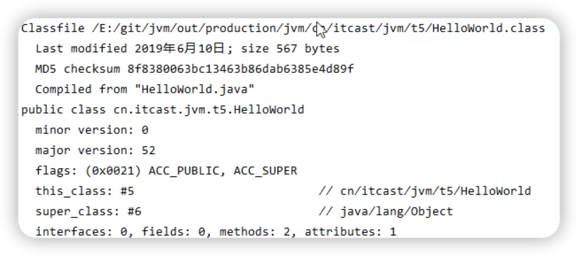 Classfile /E:/git/jvm/out/production/jvm/cn/itcast/jvm/t5/HelloWorld.class
Last modified 2019年6月10日; size 567 bytes
MD5 checksum 8f8380063bc13463b86dab6385e4d89f
Compiled from "HelloWorld.java"
public class cn.itcast.jvm.t5.HelloWorld
minor version: 0
major version: 52
flags: (0x0021) ACC_PUBLIC, ACC_SUPER
this_class: #5 // cn/itcast/jvm/t5/HelloWorld
super_class: #6 // java/lang/Object
interfaces: 0, fields: 0, methods: 2, attributes: 1